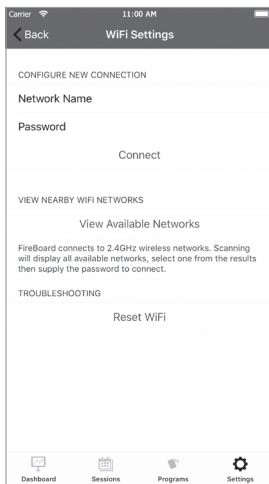 Carrier 11:00 AM
Back WiFi Settings
CONFIGURE NEW CONNECTION
Network Name
Password
Connect
VIEW NEARBY WIFI NETWORKS
View Available Networks
FireBoard connects to 2.4GHz wireless networks. Scanning
will display all available networks, select one from the results
then supply the password to connect.
TROUBLESHOOTING
Reset WiFi
Dashboard Sessions Programs Settings